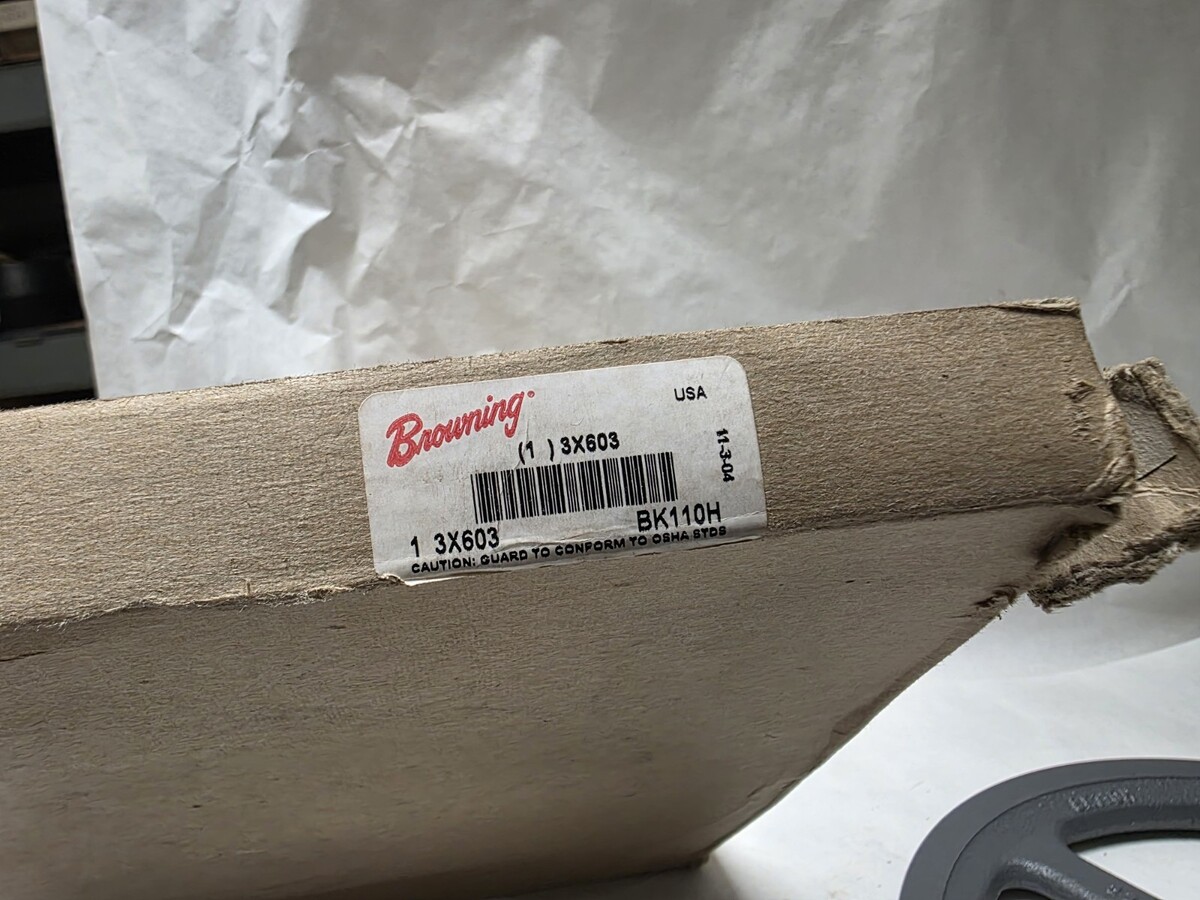 Browning
USA
(1 ) 3X603
11-3-04
BK110H
1 3X603
CAUTION: GUARD TO CONFORM TO OSHA STDS